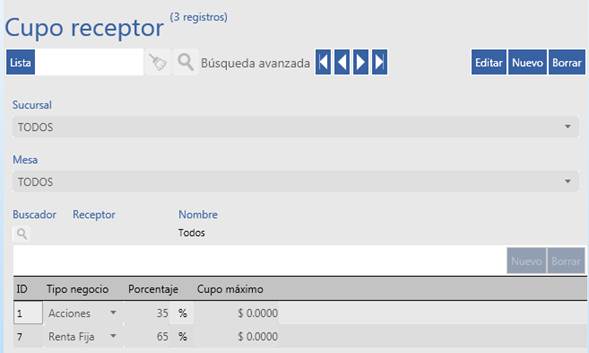 Cupo receptor (3 registros)
Lista Búsqueda avanzada Editar Nuevo Borrar
Sucursal
TODOS
Mesa
TODOS
Buscador Receptor Nombre
Todos
Nuevo Borrar
ID Tipo negocio Porcentaje Cupo máximo
1 Acciones 35 % $ 0.0000
7 Renta Fija 65 % $ 0.0000